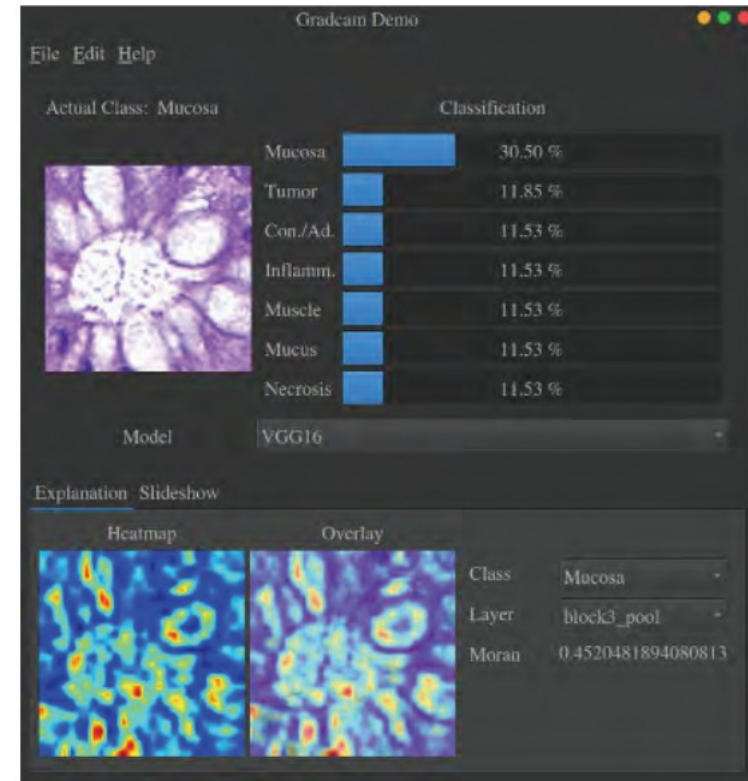 Gradcam Demo
File Edit Help
Actual Class: Mucosa
Classification
Mucosa 30.50 %
Tumor 11.85 %
Con./Ad. 11.53 %
Inflamm. 11.53 %
Muscle 11.53 %
Mucus 11.53 %
Necrosis 11.53 %
Model VGG16
Explanation Slideshow
Heatmap Overlay
Class Mucosa
Layer block3_pool
Moran 0.4520481894080813